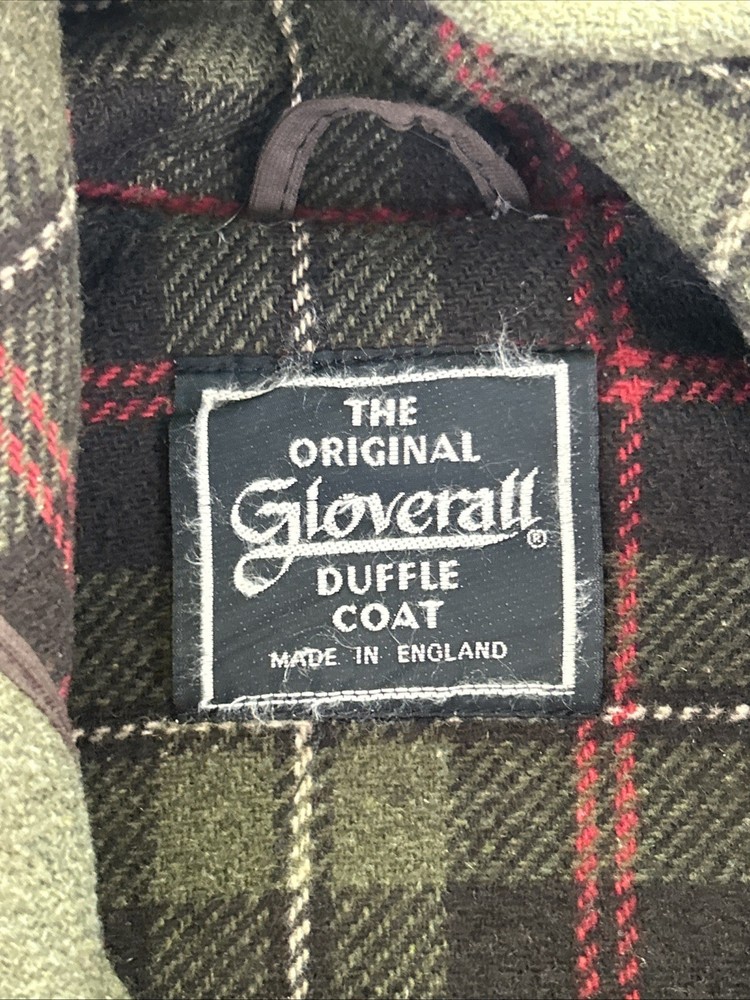 THE
ORIGINAL
Gloverall®
DUFFLE
COAT
MADE IN ENGLAND